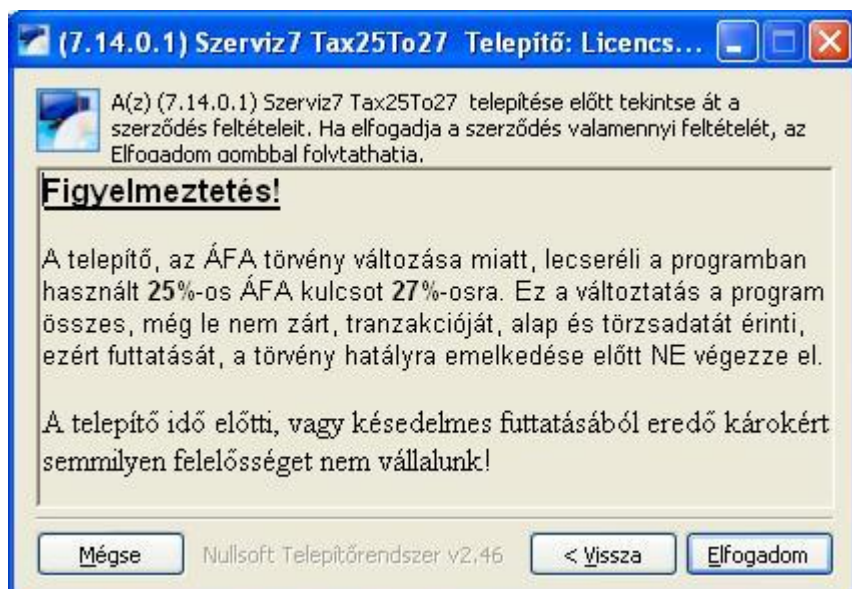 (7.14.0.1) Szerviz7 Tax25To27 Telepítő: Licencs...
A(z) (7.14.0.1) Szerviz7 Tax25To27 telepítése előtt tekintse át a
szerződés feltételeit. Ha elfogadja a szerződés valamennyi feltételét, az
Elfogadom gombbal folytathatja.
Figyelmeztetés!
A telepítő, az ÁFA törvény változása miatt, lecseréli a programban
használt 25%-os ÁFA kulcsot 27%-osra. Ez a változtatás a program
összes, még le nem zárt, tranzakcióját, alap és törzsadatát érinti,
ezért futtatását, a törvény hatályra emelkedése előtt NE végezze el.
A telepítő idő előtti, vagy késedelmes futtatásából eredő károkért
semmilyen felelősséget nem vállalunk!
Mégse Nullsoft Telepítőrendszer v2.46 < Vissza Elfogadom